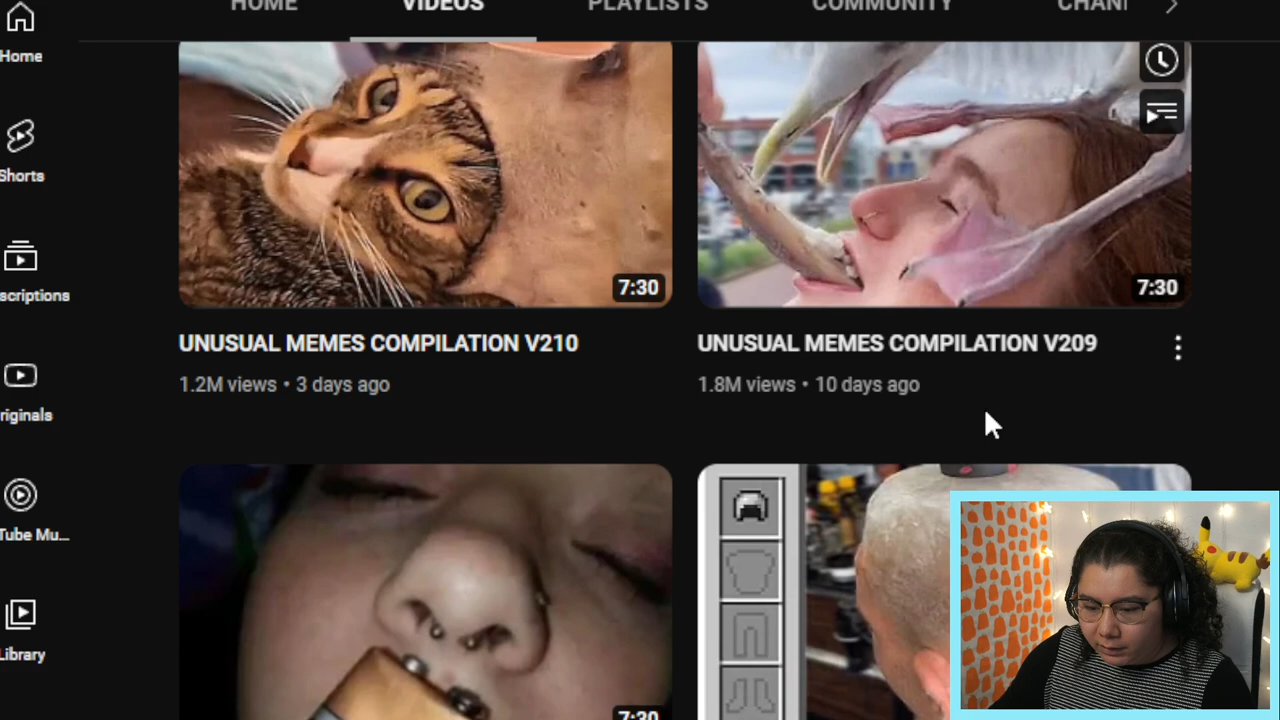 HOME VIDEOS PLAYLISTS COMMUNITY CHAN
Home
Shorts
scriptions
riginals
Tube Mu...
Library
7:30 7:30
UNUSUAL MEMES COMPILATION V210 UNUSUAL MEMES COMPILATION V209
1.2M views • 3 days ago 1.8M views • 10 days ago
7:30